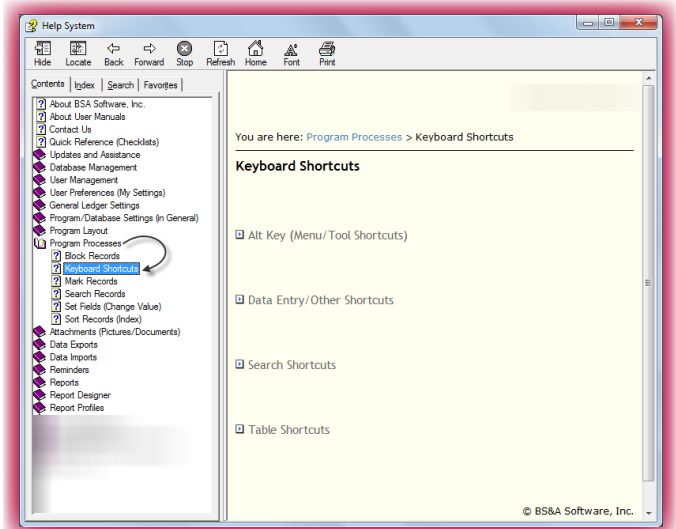 Help System
Hide Locate Back Forward Stop Refresh Home Font Print
Contents Index Search Favorites
About BSA Software, Inc.
About User Manuals
Contact Us
Quick Reference (Checklists)
Updates and Assistance
Database Management
User Management
User Preferences (My Settings)
General Ledger Settings
Program/Database Settings (in General)
Program Layout
Program Processes
Block Records
Keyboard Shortcuts
Mark Records
Search Records
Set Fields (Change Value)
Sort Records (Index)
Attachments (Pictures/Documents)
Data Exports
Data Imports
Reminders
Reports
Report Designer
Report Profiles
You are here: Program Processes > Keyboard Shortcuts
Keyboard Shortcuts
Alt Key (Menu/Tool Shortcuts)
Data Entry/Other Shortcuts
Search Shortcuts
Table Shortcuts
© BS&A Software, Inc.